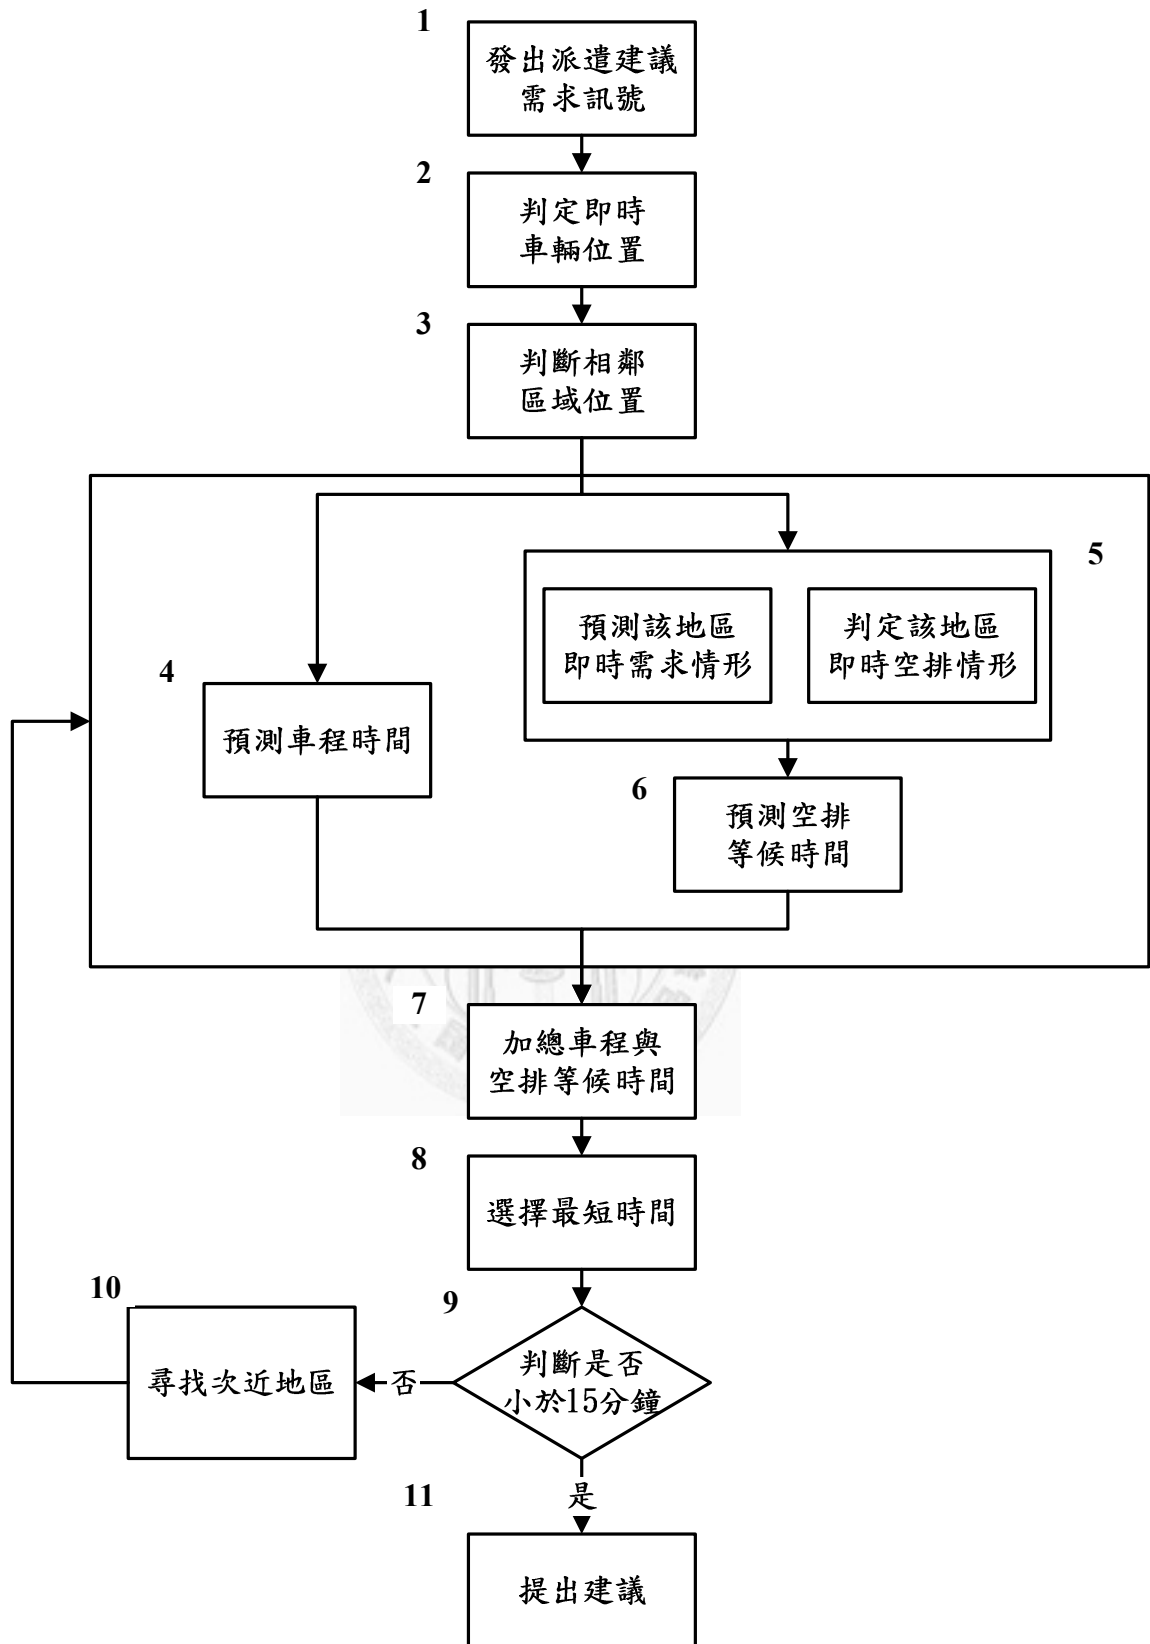 1
發出派遣建議
需求訊號
2
判定即時
車輛位置
3
判斷相鄰
區域位置
5
預測該地區
即時需求情形
判定該地區
即時空排情形
4
預測車程時間
6
預測空排
等候時間
7
加總車程與
空排等候時間
8
選擇最短時間
10
尋找次近地區
9
判斷是否
小於15分鐘
否
是
11
提出建議